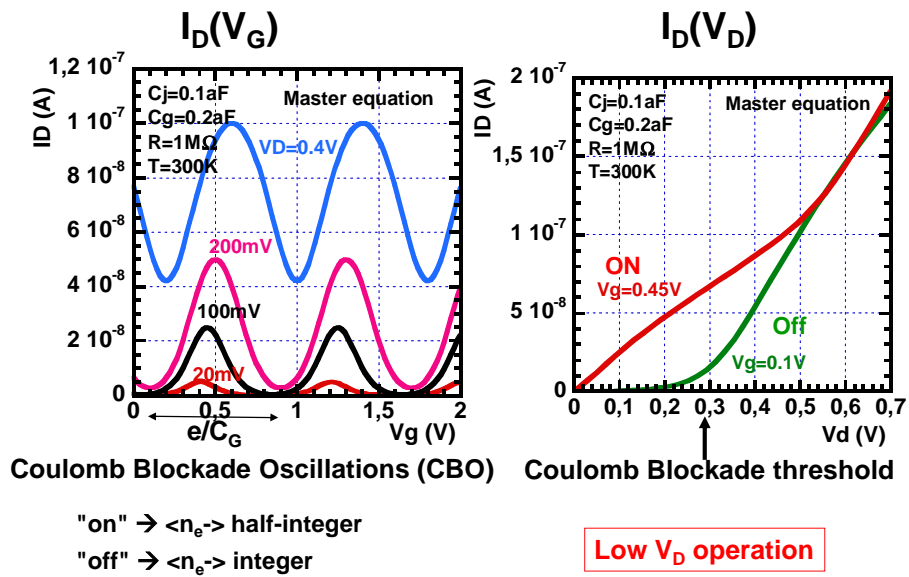 I_D(V_G)
I_D(V_D)
1,2 10^-7
1 10^-7
8 10^-8
6 10^-8
4 10^-8
2 10^-8
0
ID (A)
Cj=0.1aF
Cg=0.2aF
R=1MΩ
T=300K
Master equation
VD=0.4V
200mV
100mV
20mV
0
0,5
1
1,5
2
e/C_G
Vg (V)
2 10^-7
1,5 10^-7
1 10^-7
5 10^-8
0
ID (A)
Cj=0.1aF
Cg=0.2aF
R=1MΩ
T=300K
Master equation
ON
Vg=0.45V
Off
Vg=0.1V
0
0,1
0,2
0,3
0,4
0,5
0,6
0,7
Vd (V)
Coulomb Blockade Oscillations (CBO)
Coulomb Blockade threshold
"on" → <n_e-> half-integer
"off" → <n_e-> integer
Low V_D operation